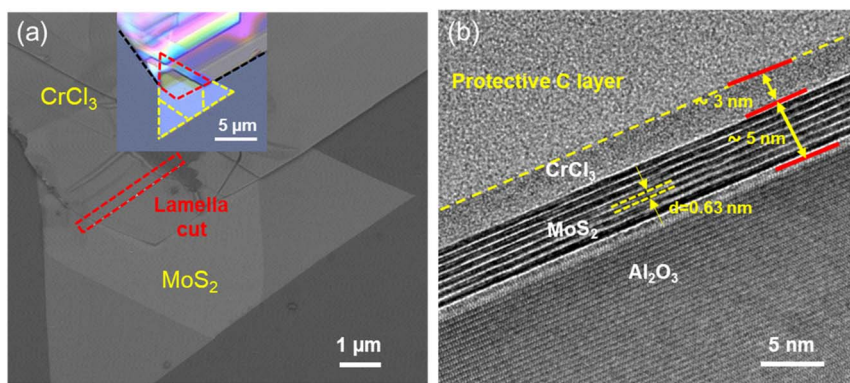 (a)
CrCl₃
5 µm
Lamella
cut
MoS₂
1 µm
(b)
Protective C layer
~ 3 nm
~ 5 nm
CrCl₃
d=0.63 nm
MoS₂
Al₂O₃
5 nm